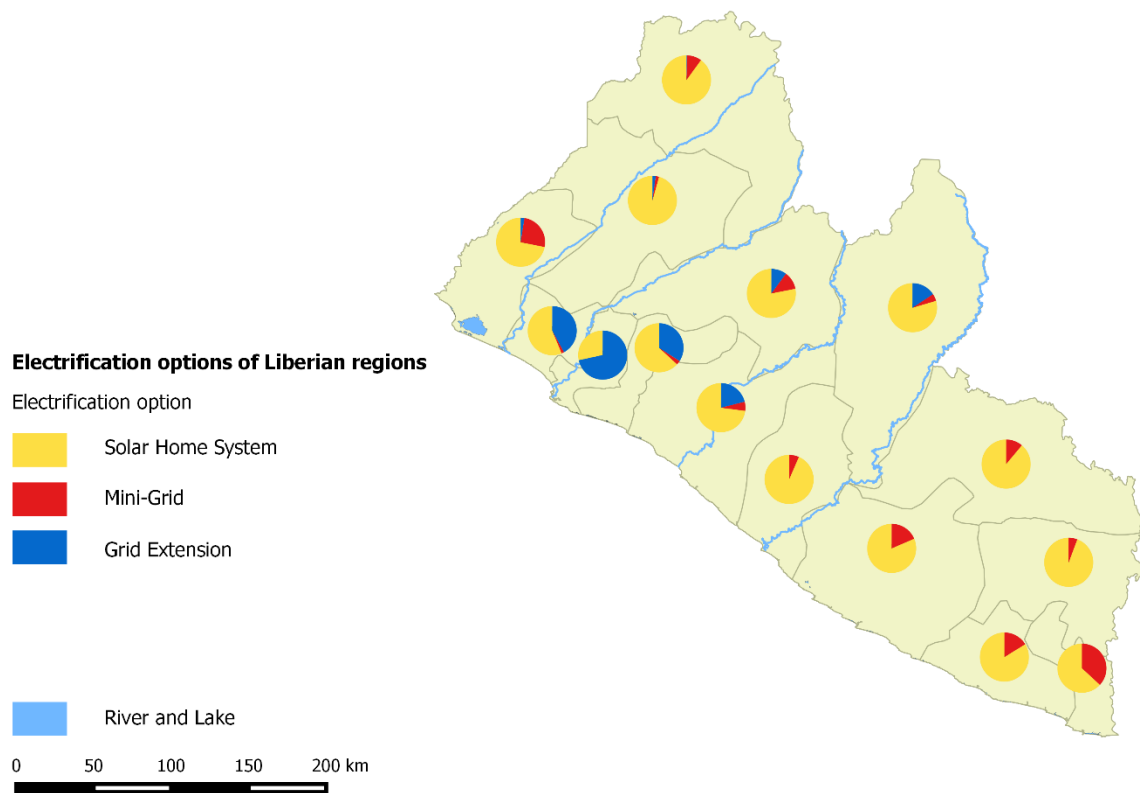 Electrification options of Liberian regions
Electrification option
Solar Home System
Mini-Grid
Grid Extension
River and Lake
0 50 100 150 200 km